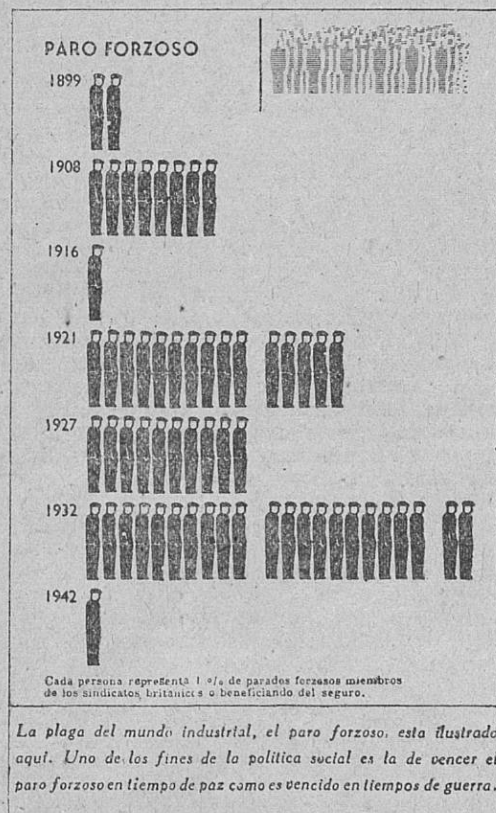 PARO FORZOSO
1899
1908
1916
1921
1927
1932
1942
Cada persona representa 1 % de parados forzosos miembros
de los sindicatos britanicos o beneficiando del seguro.
La plaga del mundo industrial, el paro forzoso, esta ilustrado
aquí. Uno de los fines de la politica social es la de vencer el
paro forzoso en tiempo de paz como es vencido en tiempos de guerra.